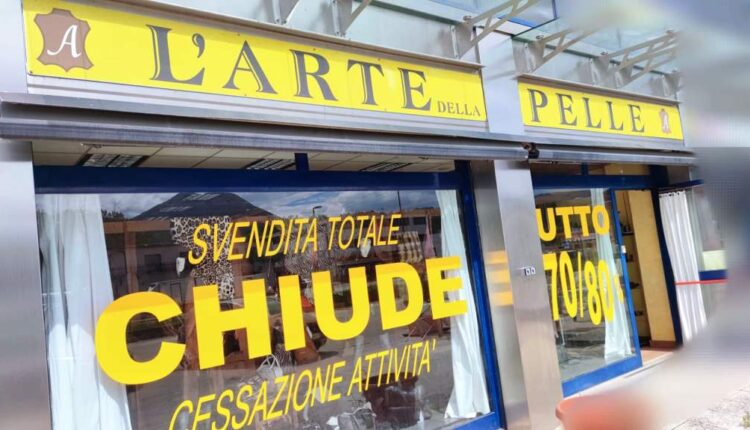 A L'ARTE DELLA PELLE
SVENDITA TOTALE
CHIUDE
CESSAZIONE ATTIVITA'
UTTO
70/80